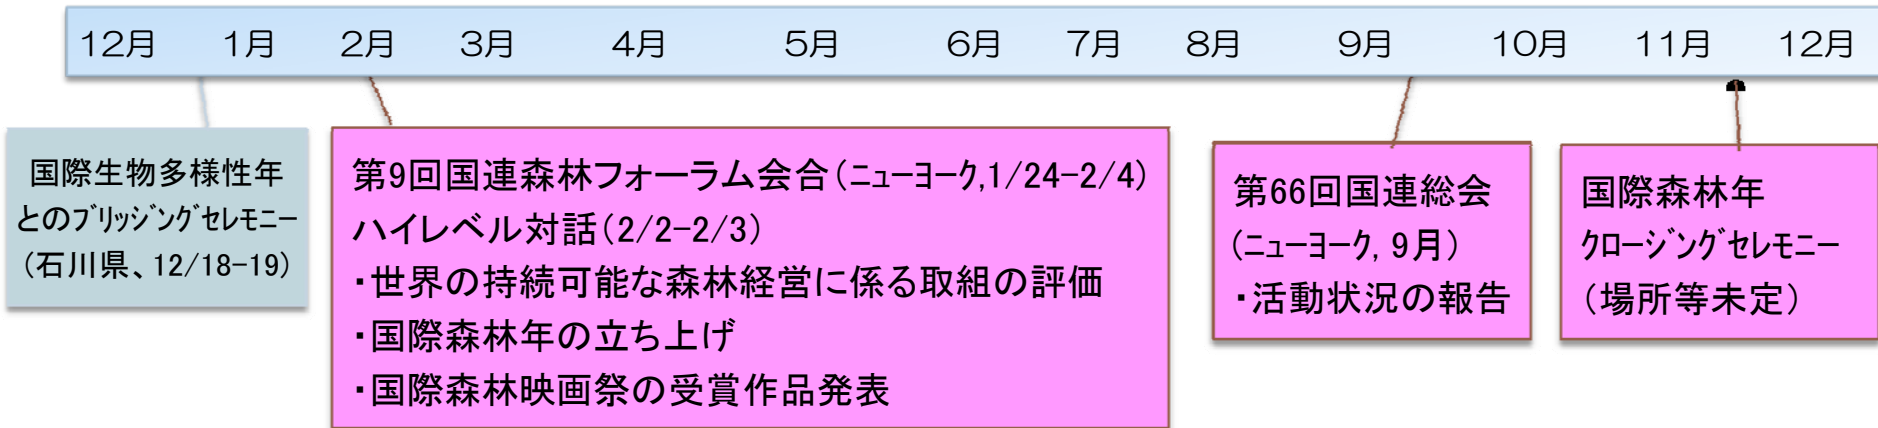 12月 1月 2月 3月 4月 5月 6月 7月 8月 9月 10月 11月 12月
国際生物多様性年
とのﾌﾞﾘｯｼﾞﾝｸﾞｾﾚﾓﾆｰ
(石川県、12/18-19)
第9回国連森林フォーラム会合(ﾆｭｰﾖｰｸ,1/24-2/4)
ハイレベル対話(2/2-2/3)
・世界の持続可能な森林経営に係る取組の評価
・国際森林年の立ち上げ
・国際森林映画祭の受賞作品発表
第66回国連総会
(ﾆｭｰﾖｰｸ, 9月)
・活動状況の報告
国際森林年
ｸﾛｰｼﾞﾝｸﾞｾﾚﾓﾆｰ
(場所等未定)